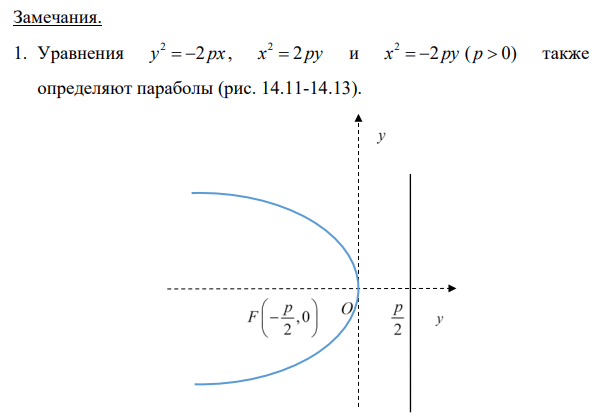 Замечания.
1. Уравнения y² = −2px, x² = 2py и x² = −2py (p > 0) также
определяют параболы (рис. 14.11-14.13).
y
F(−p/2, 0) O p/2 y